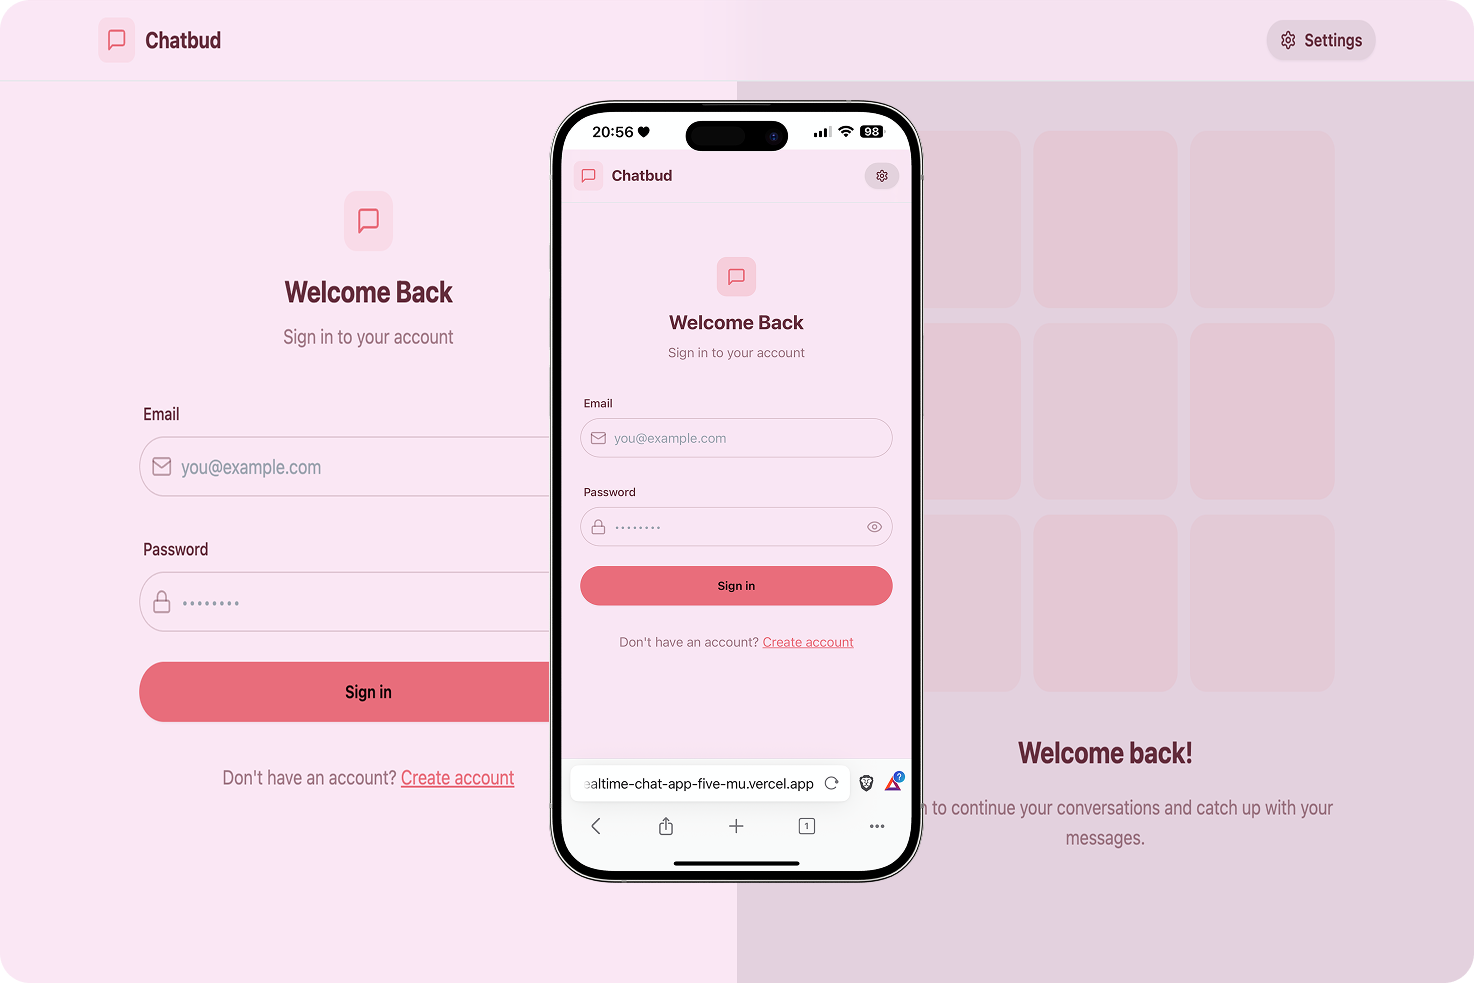 Chatbud
Settings
Welcome Back
Sign in to your account
Email
you@example.com
Password
Sign in
Don't have an account? Create account
20:56
98
Chatbud
Welcome Back
Sign in to your account
Email
you@example.com
Password
Sign in
Don't have an account? Create account
ealtime-chat-app-five-mu.vercel.app
?
1
Welcome back!
to continue your conversations and catch up with your
messages.